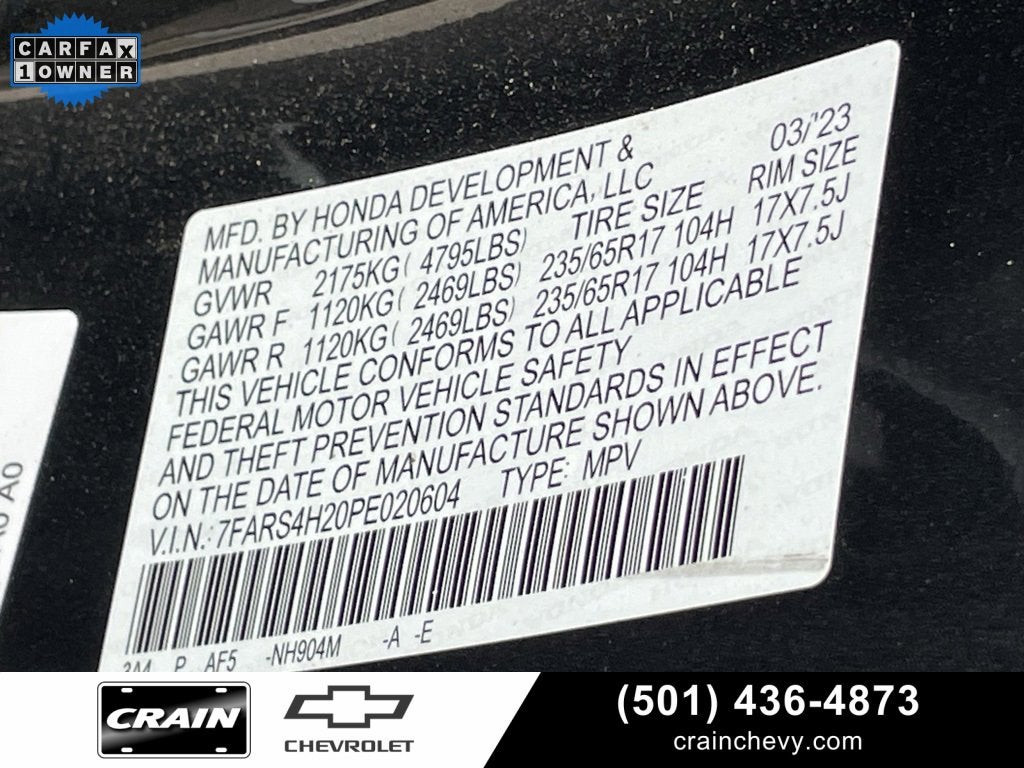 CARFAX
1 OWNER
MFD. BY HONDA DEVELOPMENT &
MANUFACTURING OF AMERICA, LLC
03/'23
GVWR 2175KG( 4795LBS) TIRE SIZE RIM SIZE
GAWR F 1120KG( 2469LBS) 235/65R17 104H 17X7.5J
GAWR R 1120KG( 2469LBS) 235/65R17 104H 17X7.5J
THIS VEHICLE CONFORMS TO ALL APPLICABLE
FEDERAL MOTOR VEHICLE SAFETY
AND THEFT PREVENTION STANDARDS IN EFFECT
ON THE DATE OF MANUFACTURE SHOWN ABOVE.
V.I.N.: 7FARS4H20PE020604 TYPE: MPV
P AF5 -NH904M -A -E
A0
CRAIN
CHEVROLET
(501) 436-4873
crainchevy.com